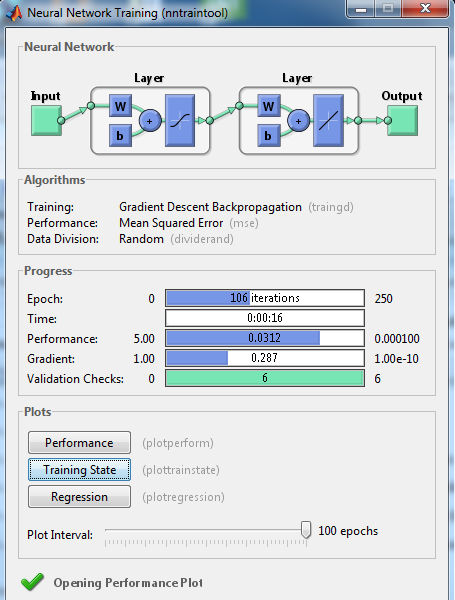 Neural Network Training (nntraintool)
Neural Network
Layer Layer
Input Output
W W
b + b +
Algorithms
Training: Gradient Descent Backpropagation (traingd)
Performance: Mean Squared Error (mse)
Data Division: Random (dividerand)
Progress
Epoch: 0 106 iterations 250
Time: 0:00:16
Performance: 5.00 0.0312 0.000100
Gradient: 1.00 0.287 1.00e-10
Validation Checks: 0 6 6
Plots
Performance (plotperform)
Training State (plottrainstate)
Regression (plotregression)
Plot Interval: 100 epochs
Opening Performance Plot